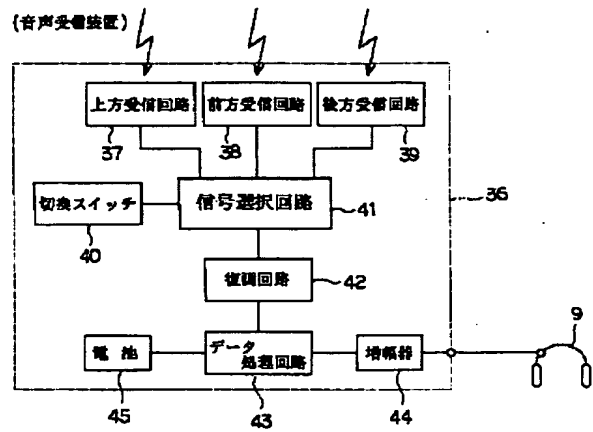 (音声受信装置)
上方受信回路
前方受信回路
後方受信回路
37
38
39
切換スイッチ
信号選択回路
41
36
40
復調回路
42
9
電池
データ
処理回路
増幅器
45
43
44